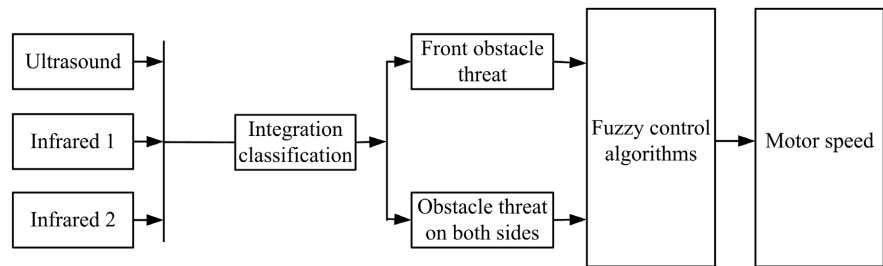 Ultrasound
Infrared 1
Infrared 2
Integration
classification
Front obstacle
threat
Obstacle threat
on both sides
Fuzzy control
algorithms
Motor speed